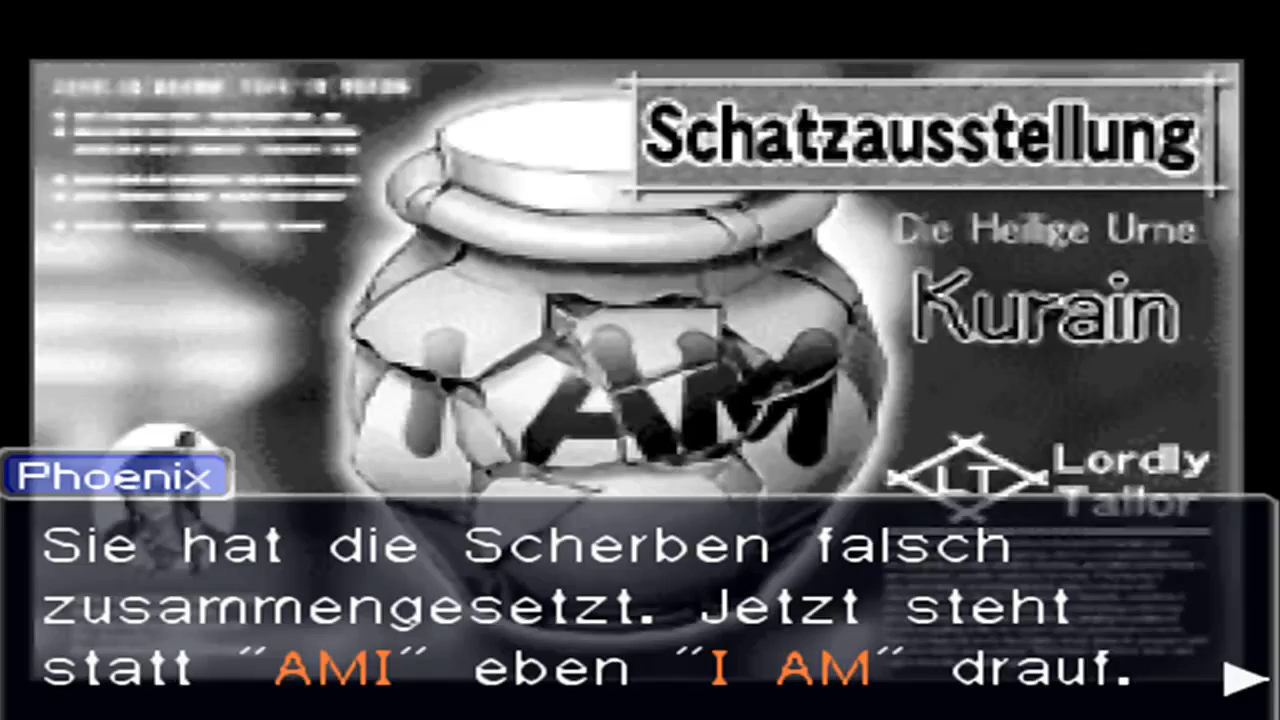 Schatzausstellung
Die Heilige Urne
Kurain
I AM
LT
Lordly
Tailor
Phoenix
Sie hat die Scherben falsch
zusammengesetzt. Jetzt steht
statt "AMI" eben "I AM" drauf.